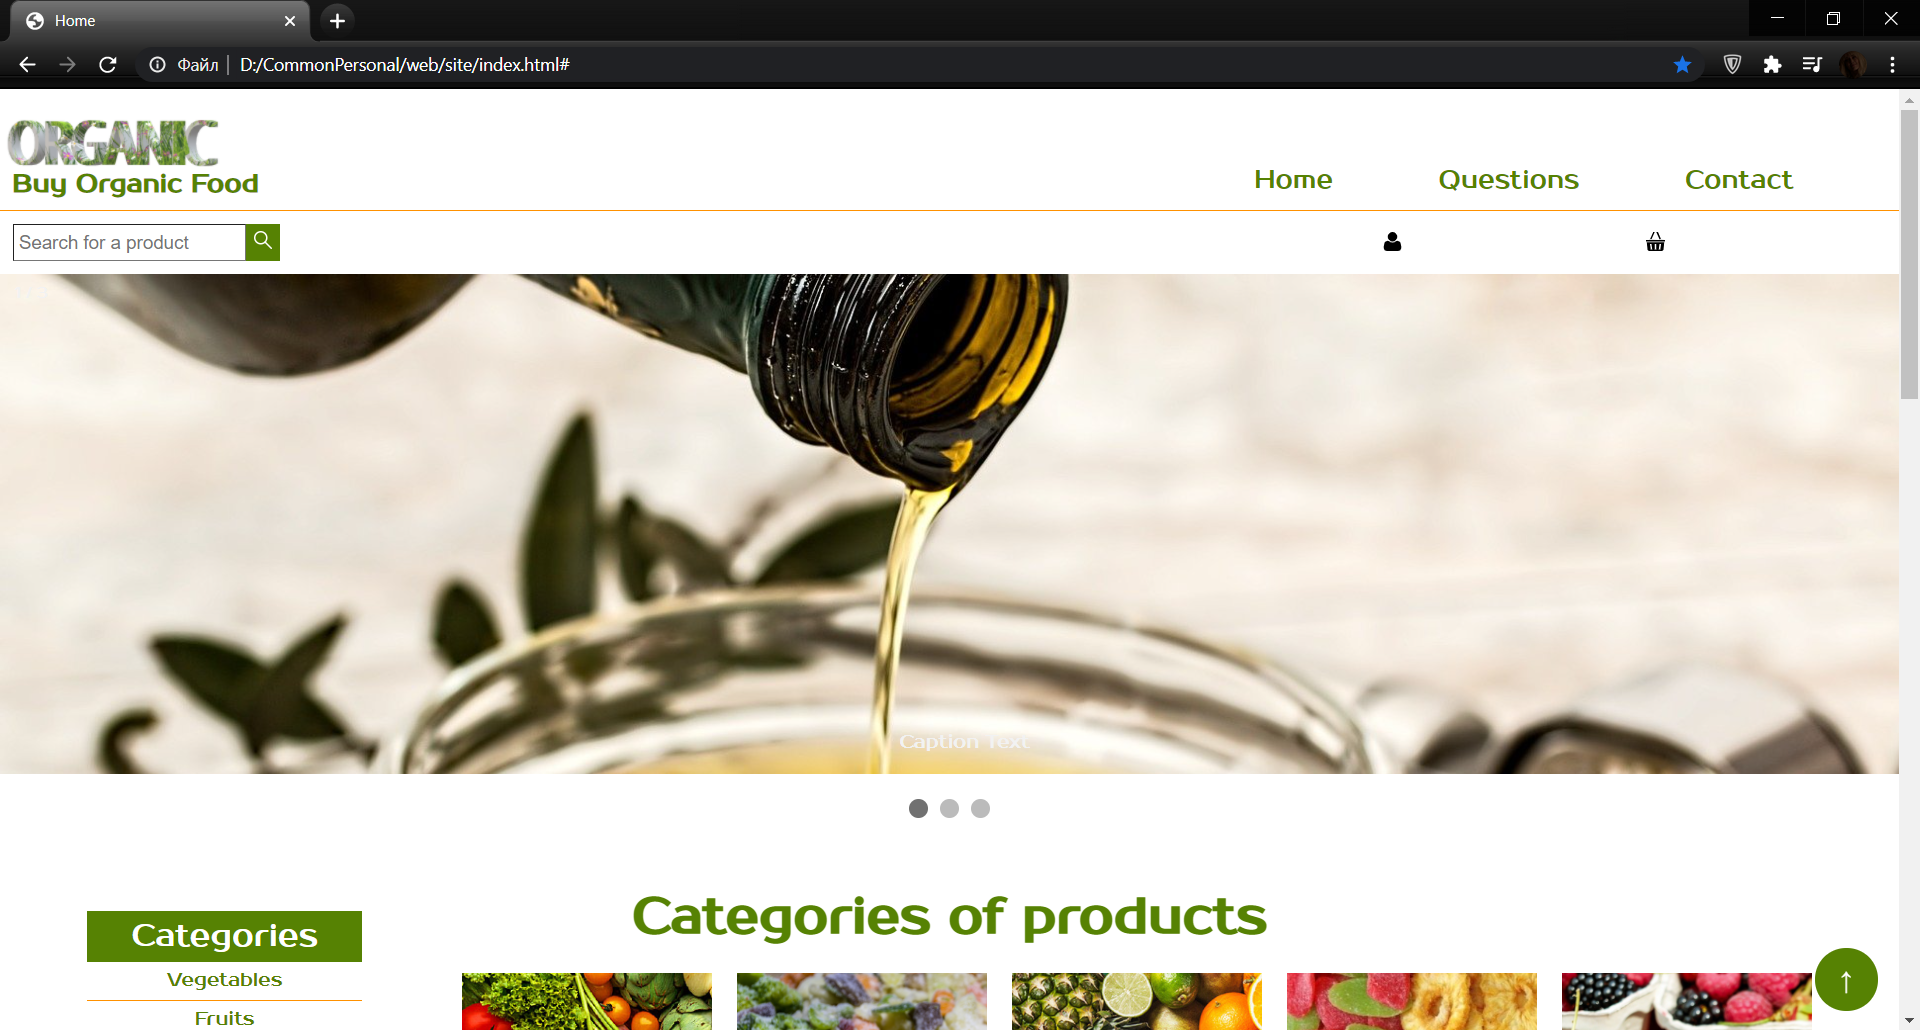 Home
Файл
D:/CommonPersonal/web/site/index.html#
ORGANIC
Buy Organic Food
Home
Questions
Contact
Search for a product
Caption Text
Categories of products
Categories
Vegetables
Fruits